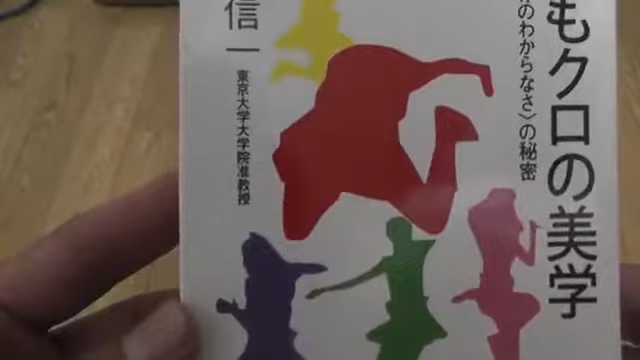 もクロの美学
のわからなさ〉の秘密
信一
東京大学大学院准教授